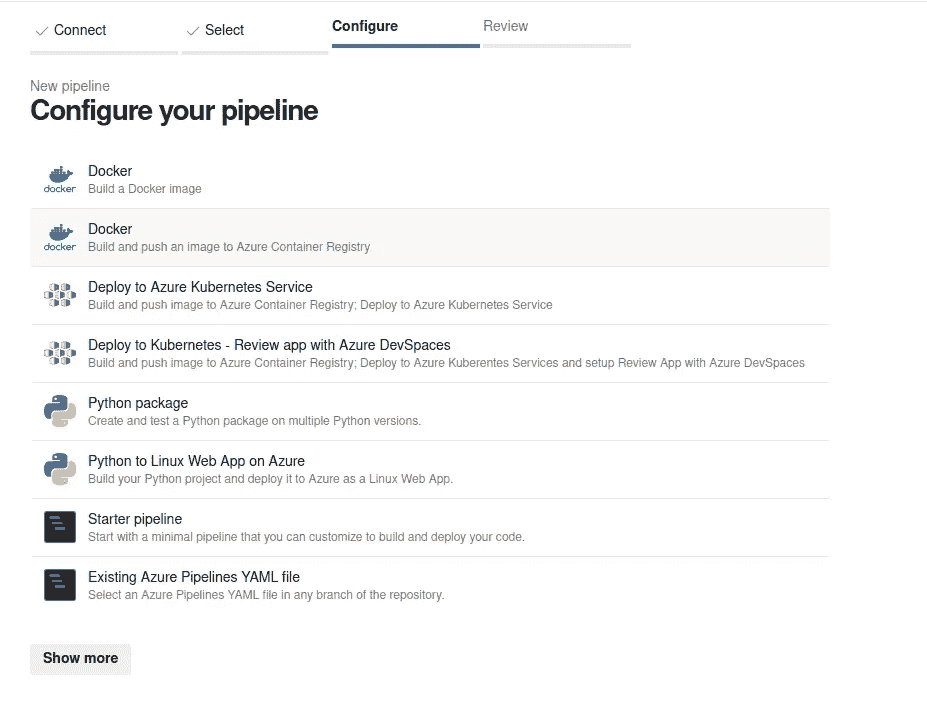 Connect
Select
Configure
Review
New pipeline
Configure your pipeline
docker
Docker
Build a Docker image
docker
Docker
Build and push an image to Azure Container Registry
Deploy to Azure Kubernetes Service
Build and push image to Azure Container Registry; Deploy to Azure Kubernetes Service
Deploy to Kubernetes - Review app with Azure DevSpaces
Build and push image to Azure Container Registry; Deploy to Azure Kuberentes Services and setup Review App with Azure DevSpaces
Python package
Create and test a Python package on multiple Python versions.
Python to Linux Web App on Azure
Build your Python project and deploy it to Azure as a Linux Web App.
Starter pipeline
Start with a minimal pipeline that you can customize to build and deploy your code.
Existing Azure Pipelines YAML file
Select an Azure Pipelines YAML file in any branch of the repository.
Show more